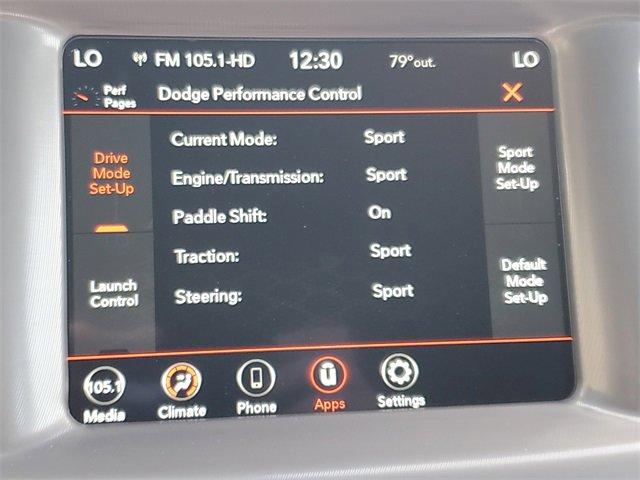 LO FM 105.1-HD 12:30 79°out. LO
Perf
Pages
Dodge Performance Control
Drive
Mode
Set-Up
Launch
Control
Current Mode: Sport
Engine/Transmission: Sport
Paddle Shift: On
Traction: Sport
Steering: Sport
Sport
Mode
Set-Up
Default
Mode
Set-Up
105.1
Media
Climate
Phone
Apps
Settings